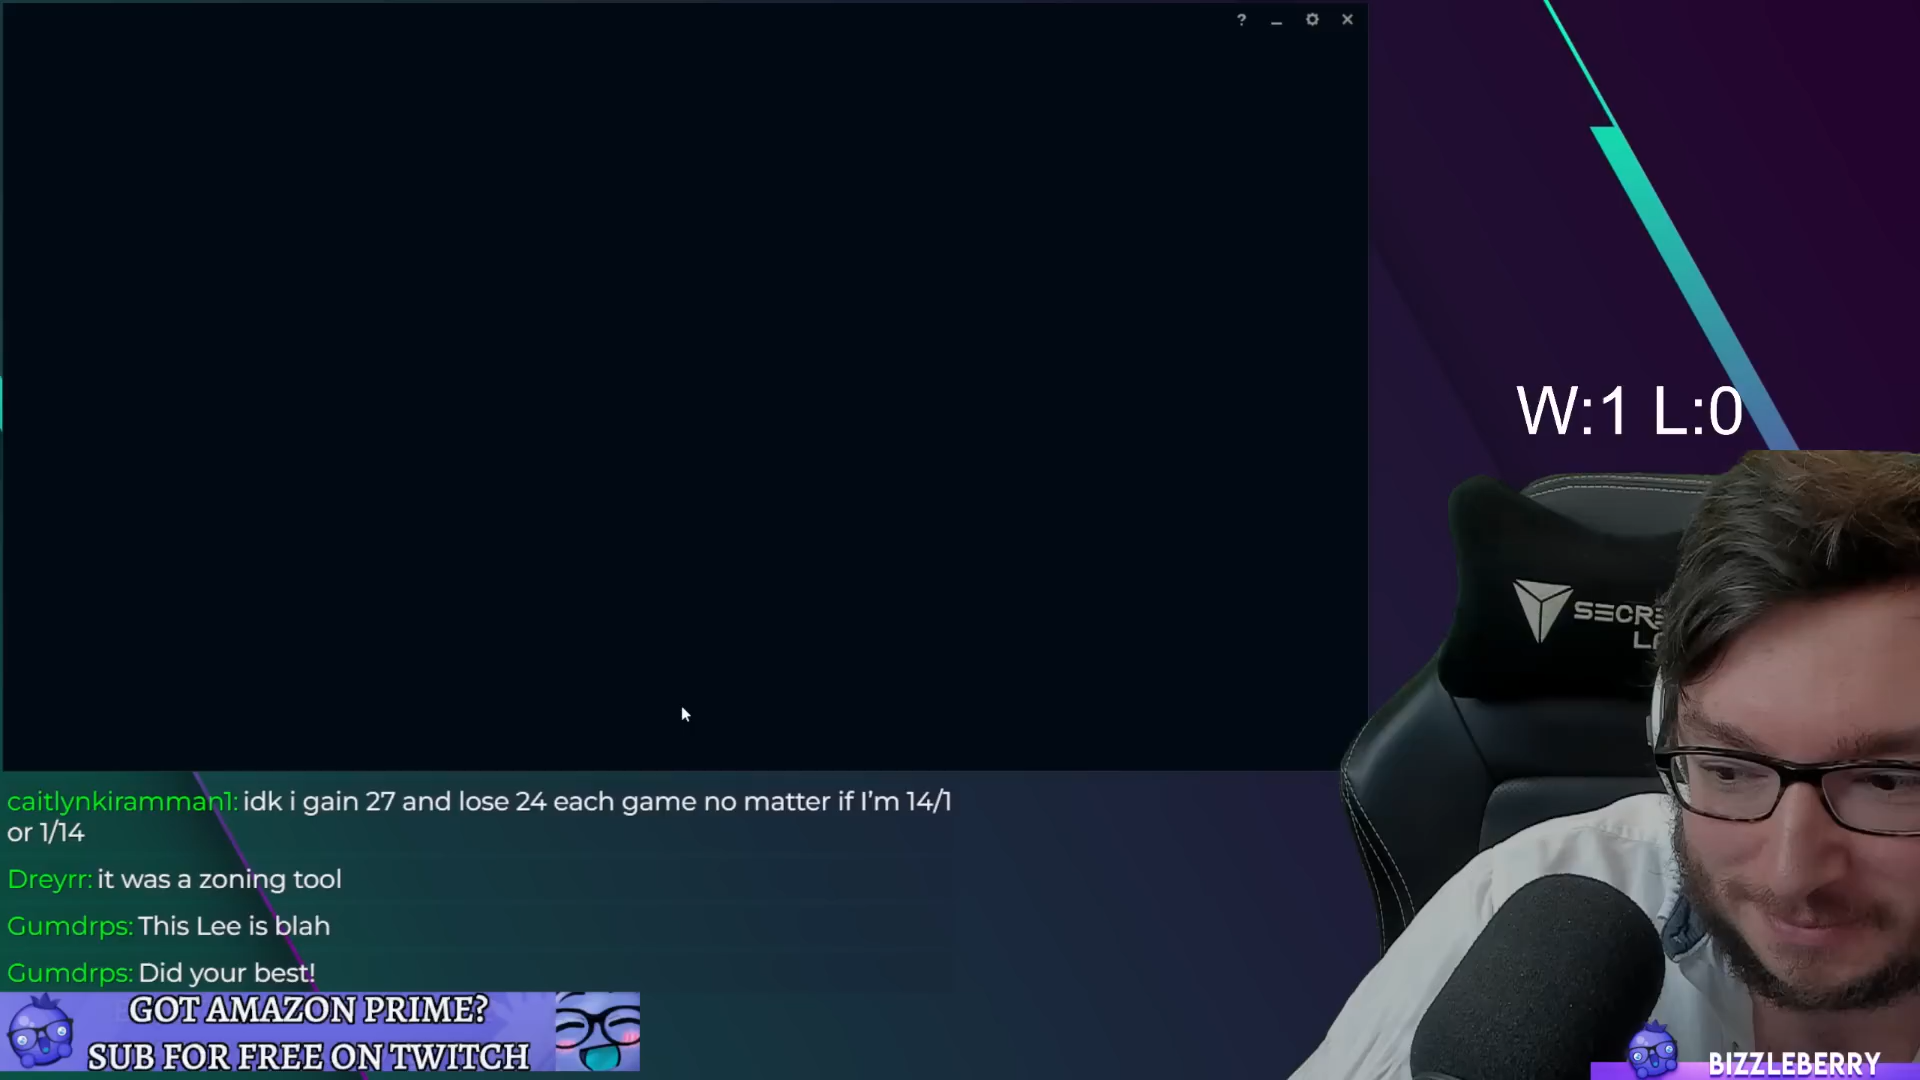 ?
W:1 L:0
SECRE
caitlynkiramman1: idk i gain 27 and lose 24 each game no matter if I'm 14/1
or 1/14
Dreyrr: it was a zoning tool
Gumdrps: This Lee is blah
Gumdrps: Did your best!
GOT AMAZON PRIME?
SUB FOR FREE ON TWITCH
BIZZLEBERRY